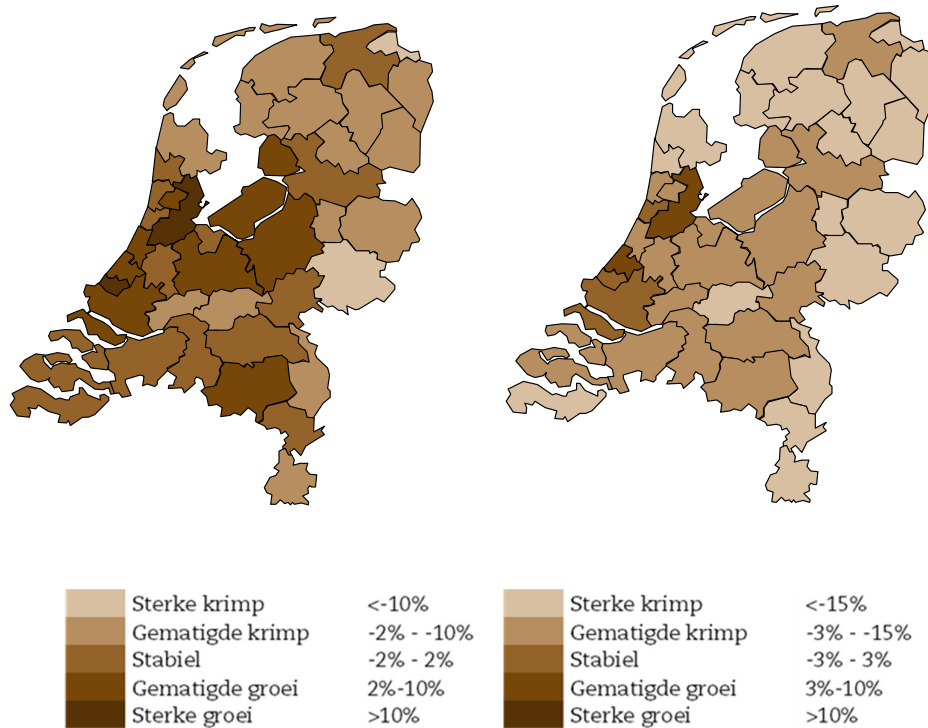 Sterke krimp <-10%
Gematigde krimp -2% - -10%
Stabiel -2% - 2%
Gematigde groei 2%-10%
Sterke groei >10%
Sterke krimp <-15%
Gematigde krimp -3% - -15%
Stabiel -3% - 3%
Gematigde groei 3%-10%
Sterke groei >10%